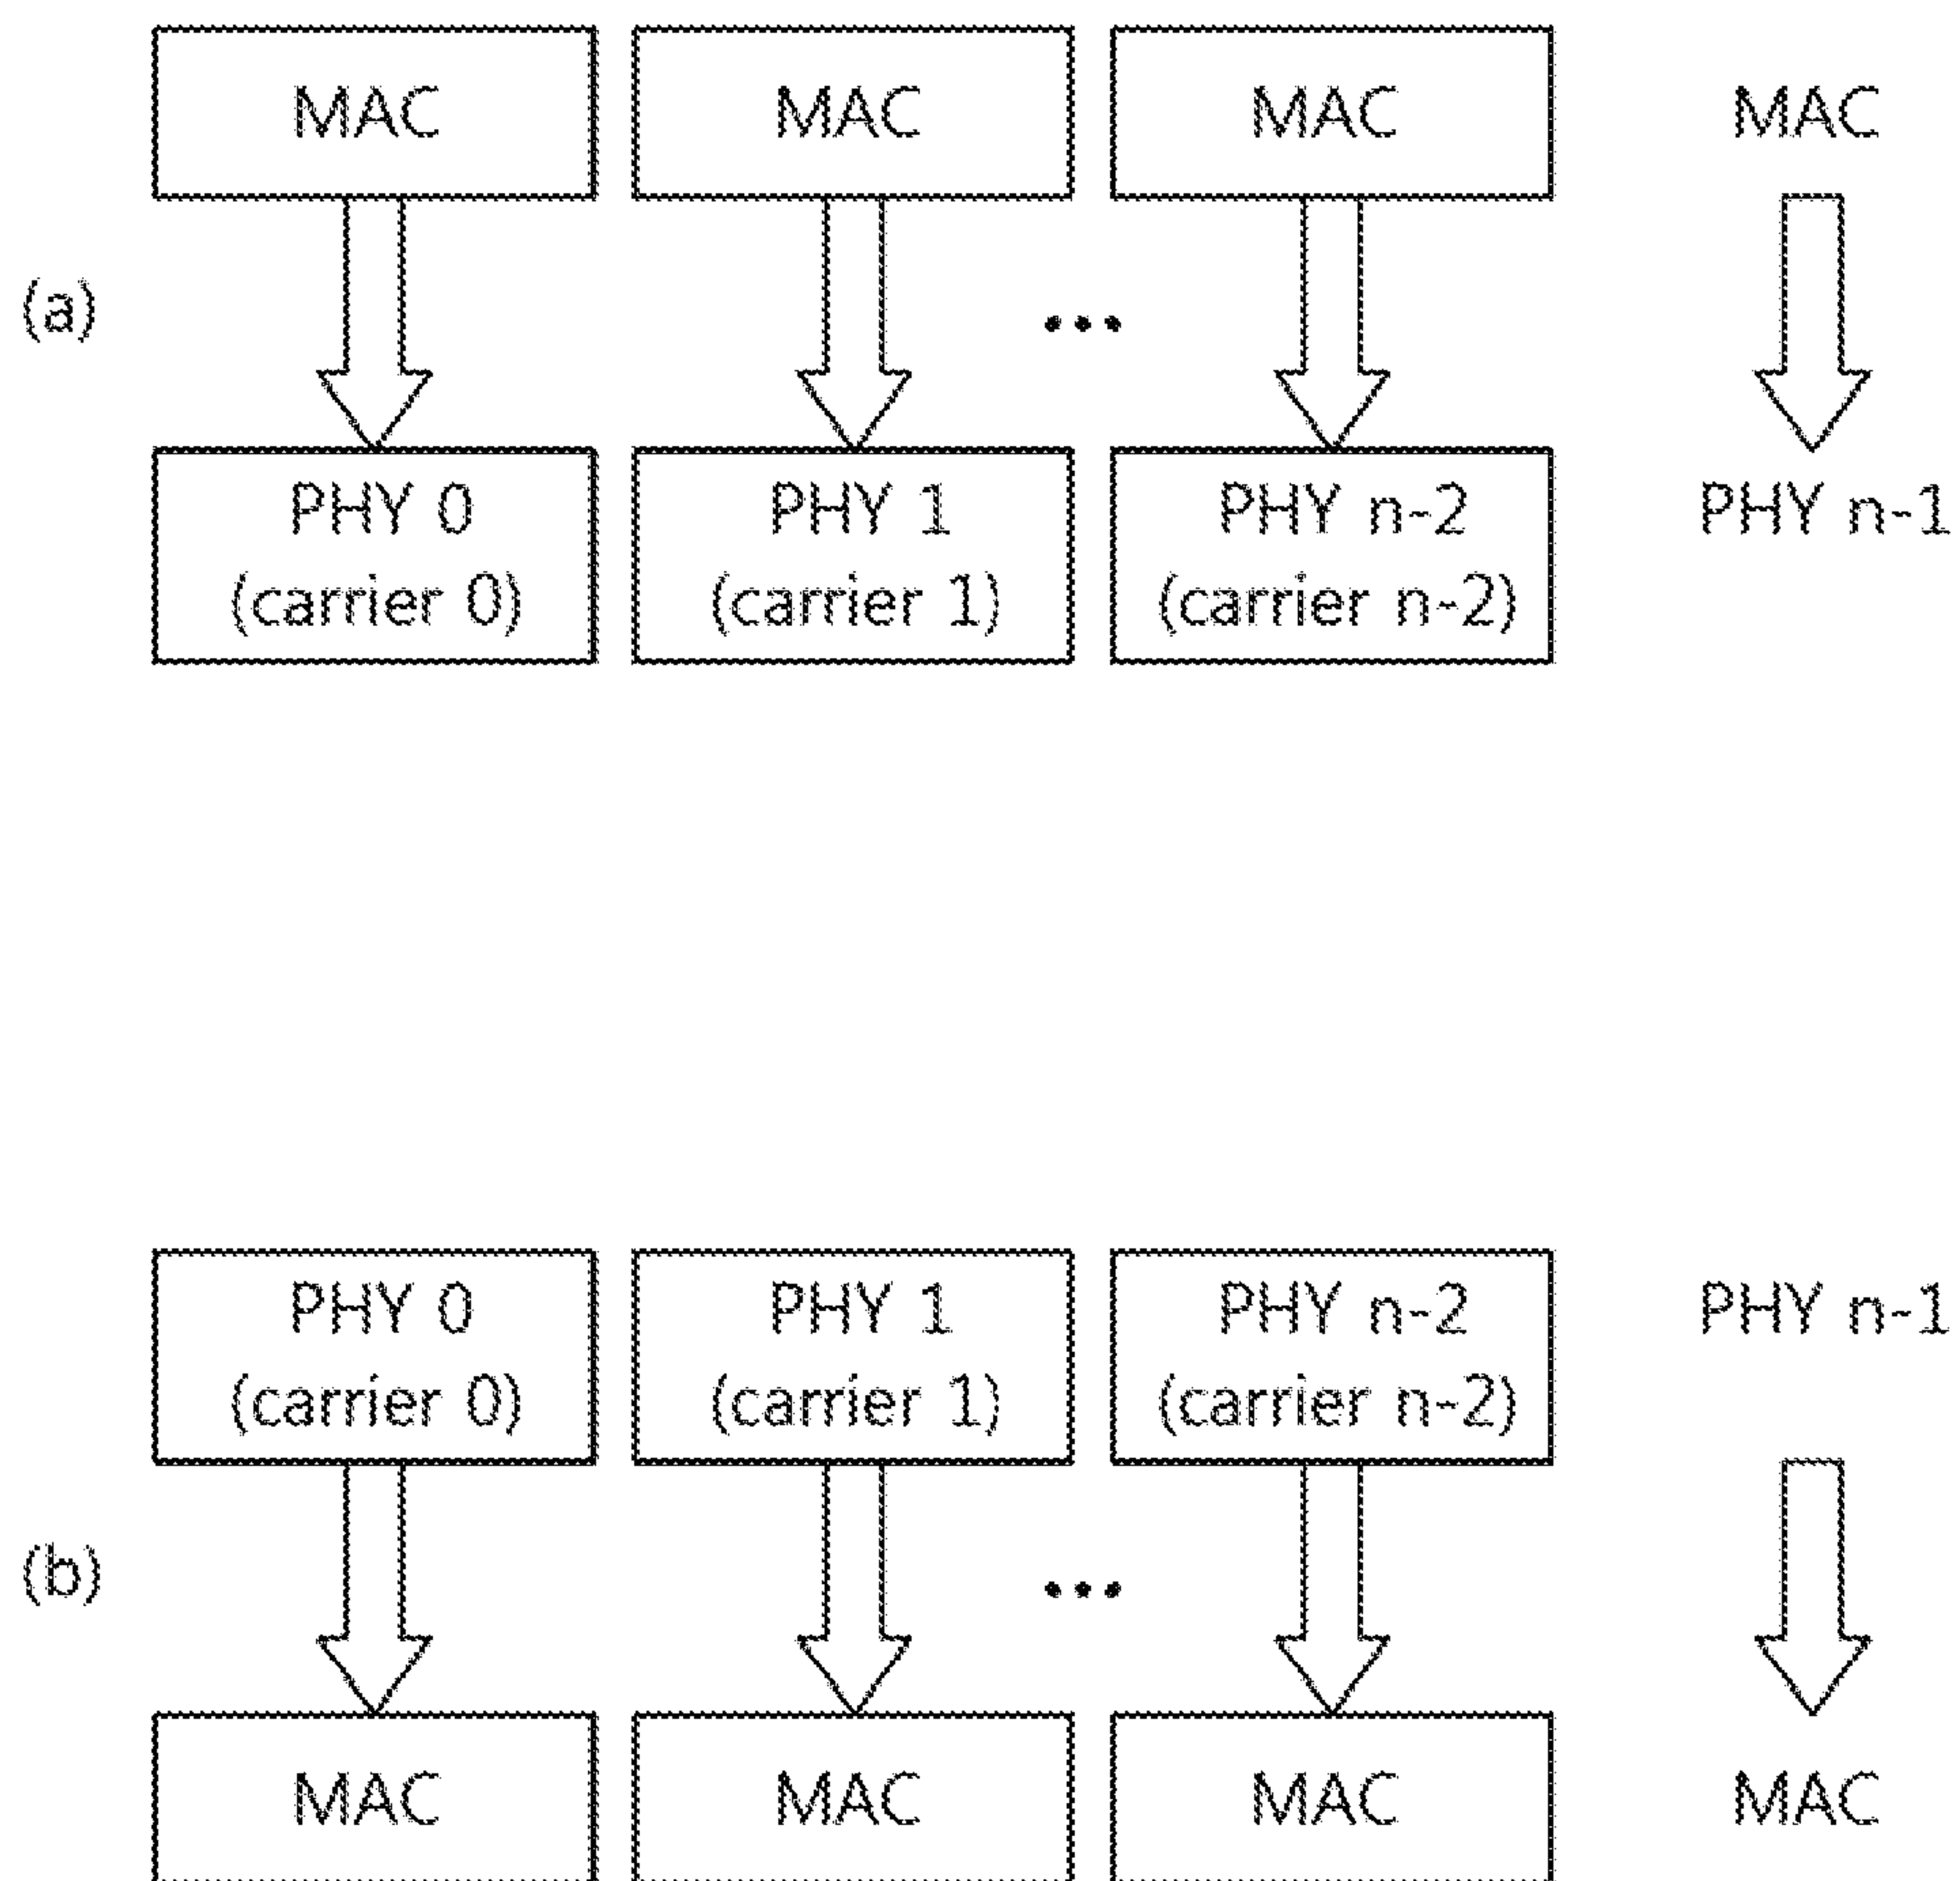 MAC MAC MAC MAC
(a)
...
PHY 0 PHY 1 PHY n-2 PHY n-1
(carrier 0) (carrier 1) (carrier n-2)
PHY 0 PHY 1 PHY n-2 PHY n-1
(carrier 0) (carrier 1) (carrier n-2)
(b)
...
MAC MAC MAC MAC